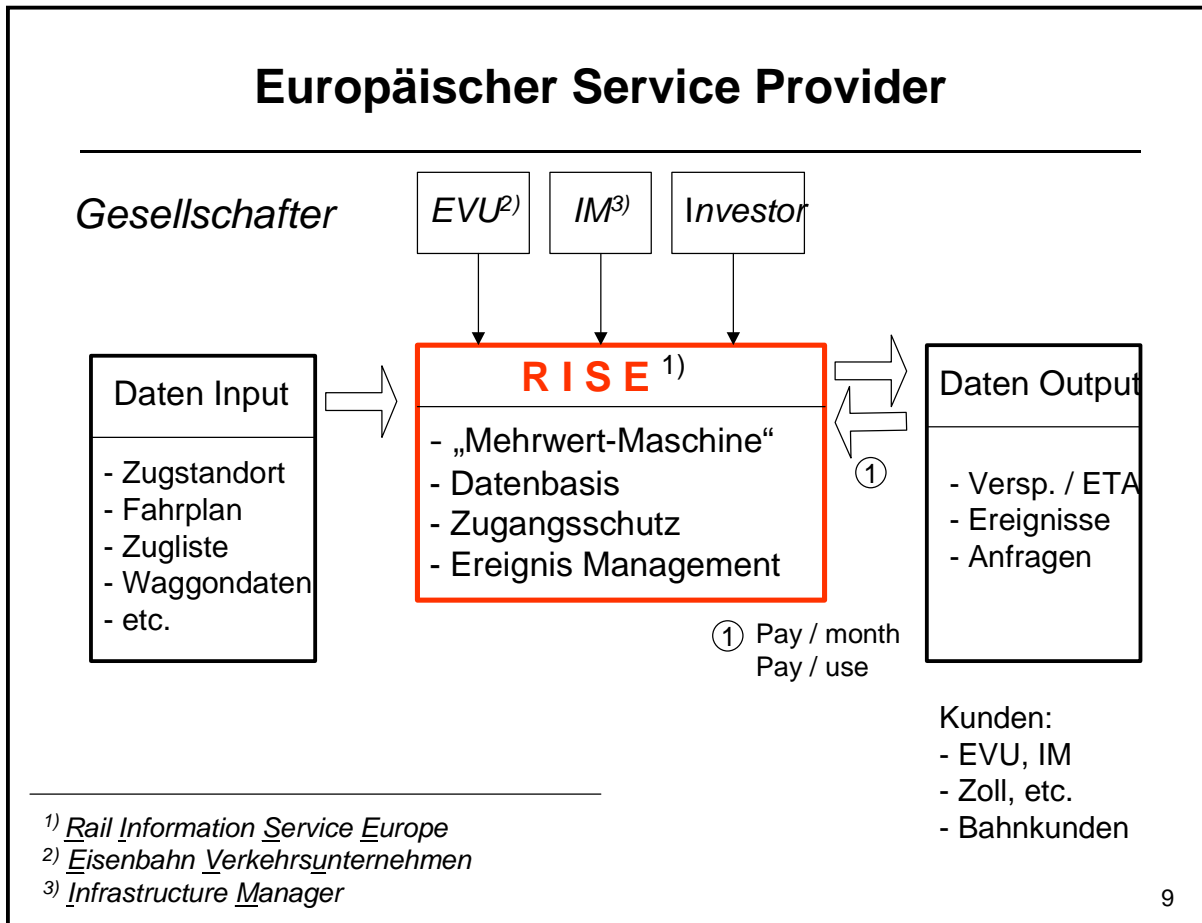 Europäischer Service Provider
Gesellschafter
EVU2)
IM3)
Investor
Daten Input
- Zugstandort
- Fahrplan
- Zugliste
- Waggondaten
- etc.
R I S E 1)
- „Mehrwert-Maschine“
- Datenbasis
- Zugangsschutz
- Ereignis Management
1
1 Pay / month
Pay / use
Daten Output
- Versp. / ETA
- Ereignisse
- Anfragen
Kunden:
- EVU, IM
- Zoll, etc.
- Bahnkunden
1) Rail Information Service Europe
2) Eisenbahn Verkehrsunternehmen
3) Infrastructure Manager
9